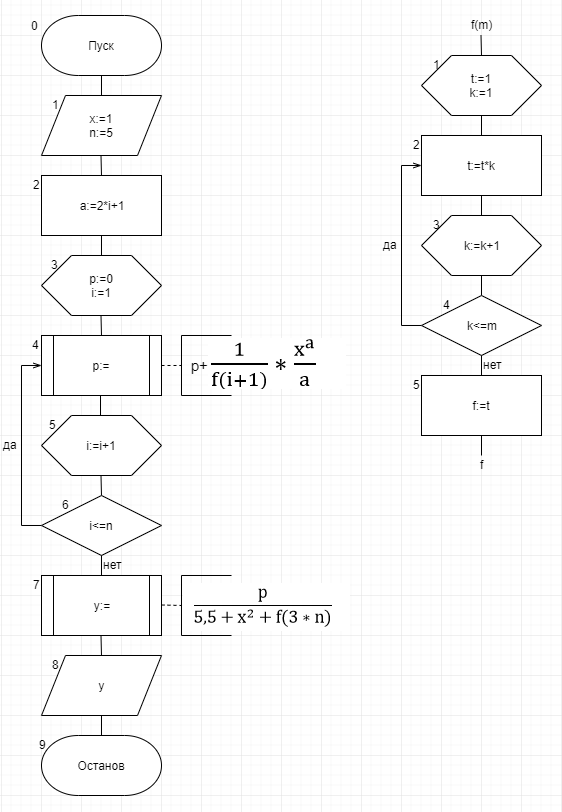 0
Пуск
1
x:=1
n:=5
2
a:=2*i+1
3
p:=0
i:=1
4
p:=
p+ 1/f(i+1) * x^a/a
да
5
i:=i+1
6
i<=n
нет
7
y:=
p/(5,5 + x² + f(3 * n))
8
y
9
Останов
f(m)
1
t:=1
k:=1
2
t:=t*k
да
3
k:=k+1
4
k<=m
нет
5
f:=t
f